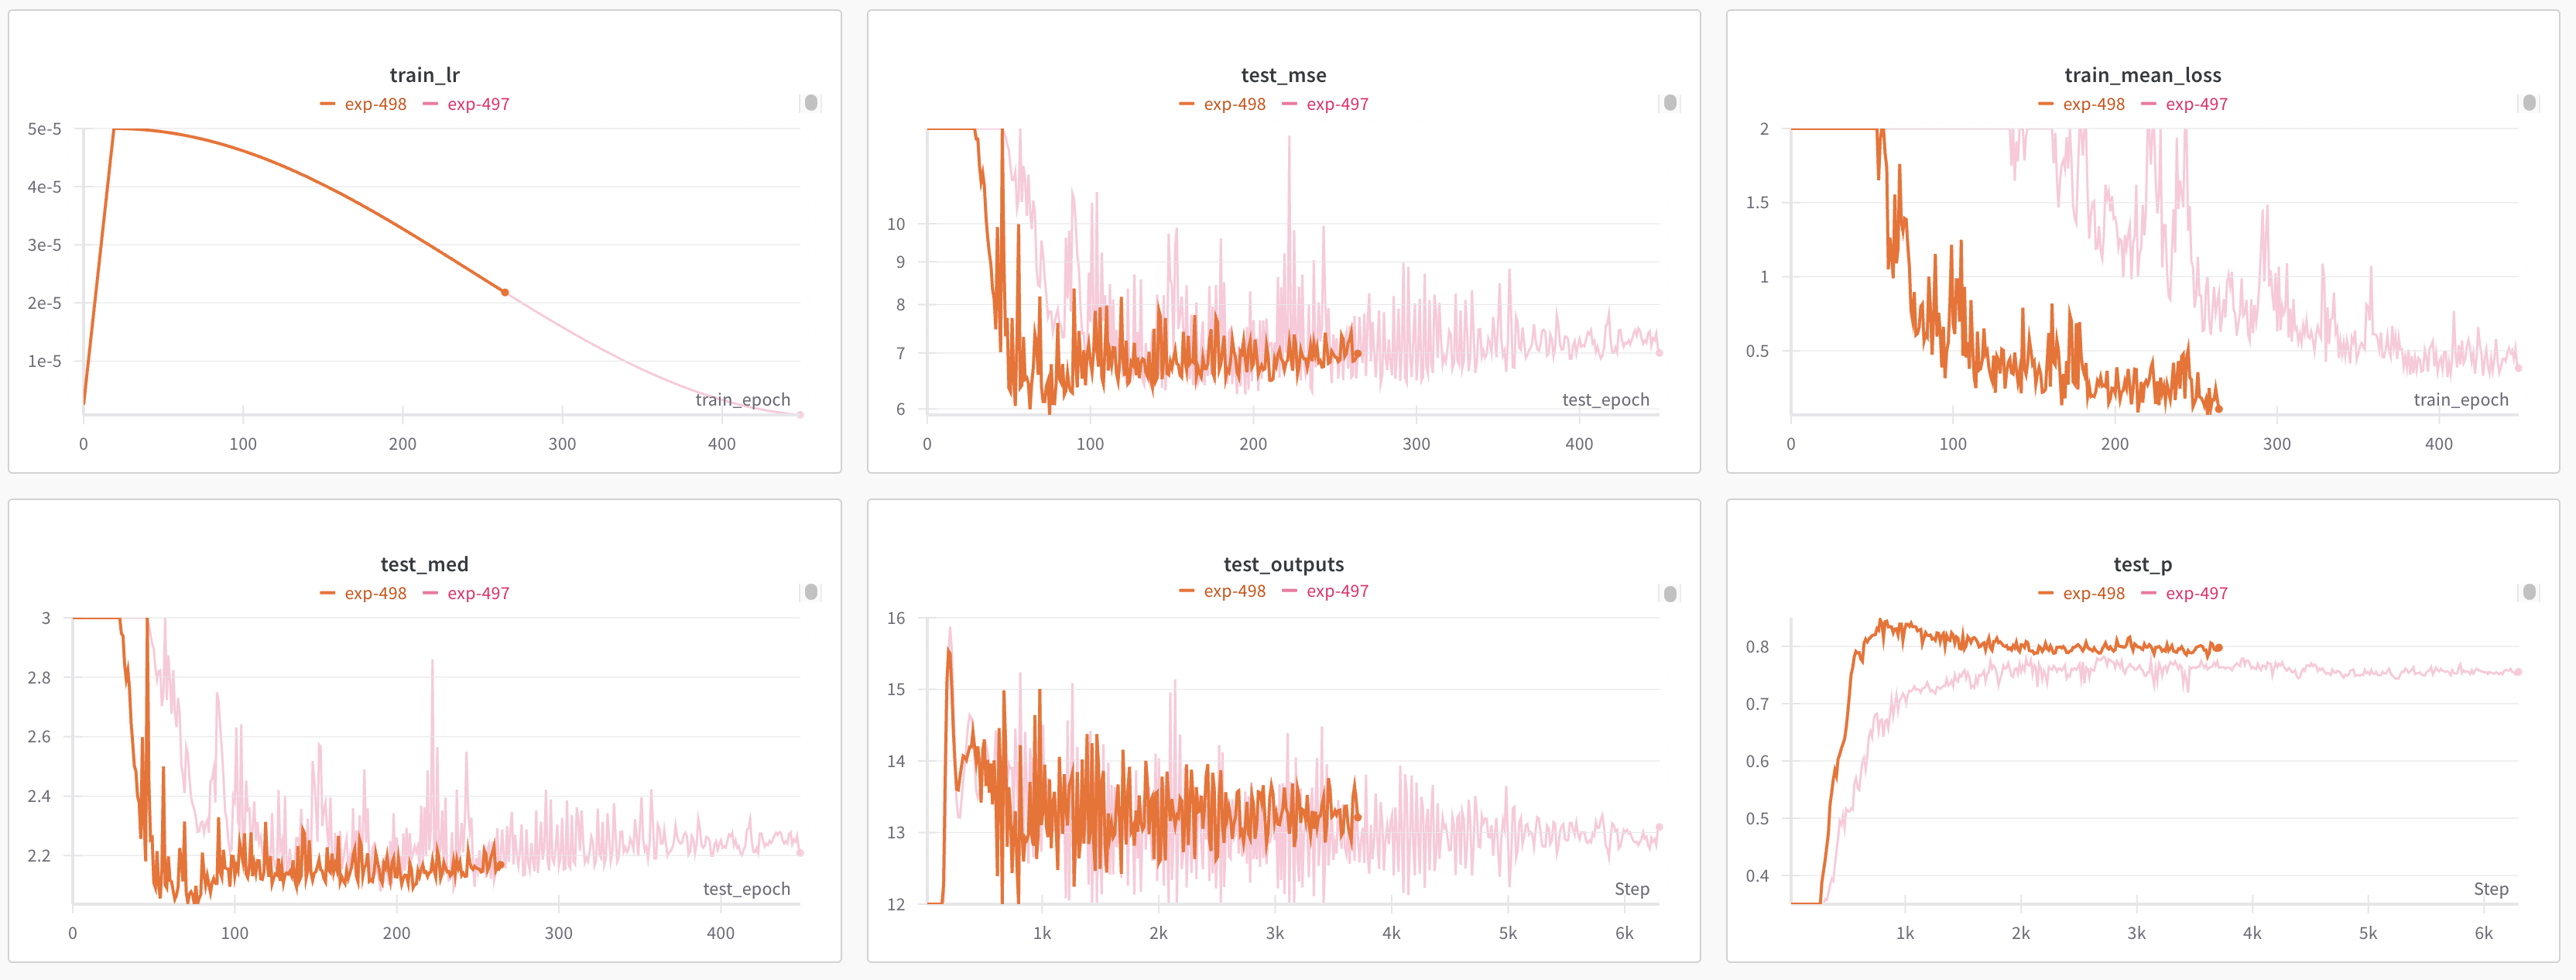 train_lr
exp-498 exp-497
5e-5
4e-5
3e-5
2e-5
1e-5
train_epoch
0 100 200 300 400
test_mse
exp-498 exp-497
10
9
8
7
6
test_epoch
0 100 200 300 400
train_mean_loss
exp-498 exp-497
2
1.5
1
0.5
train_epoch
0 100 200 300 400
test_med
exp-498 exp-497
3
2.8
2.6
2.4
2.2
test_epoch
0 100 200 300 400
test_outputs
exp-498 exp-497
16
15
14
13
12
Step
1k 2k 3k 4k 5k 6k
test_p
exp-498 exp-497
0.8
0.7
0.6
0.5
0.4
Step
1k 2k 3k 4k 5k 6k